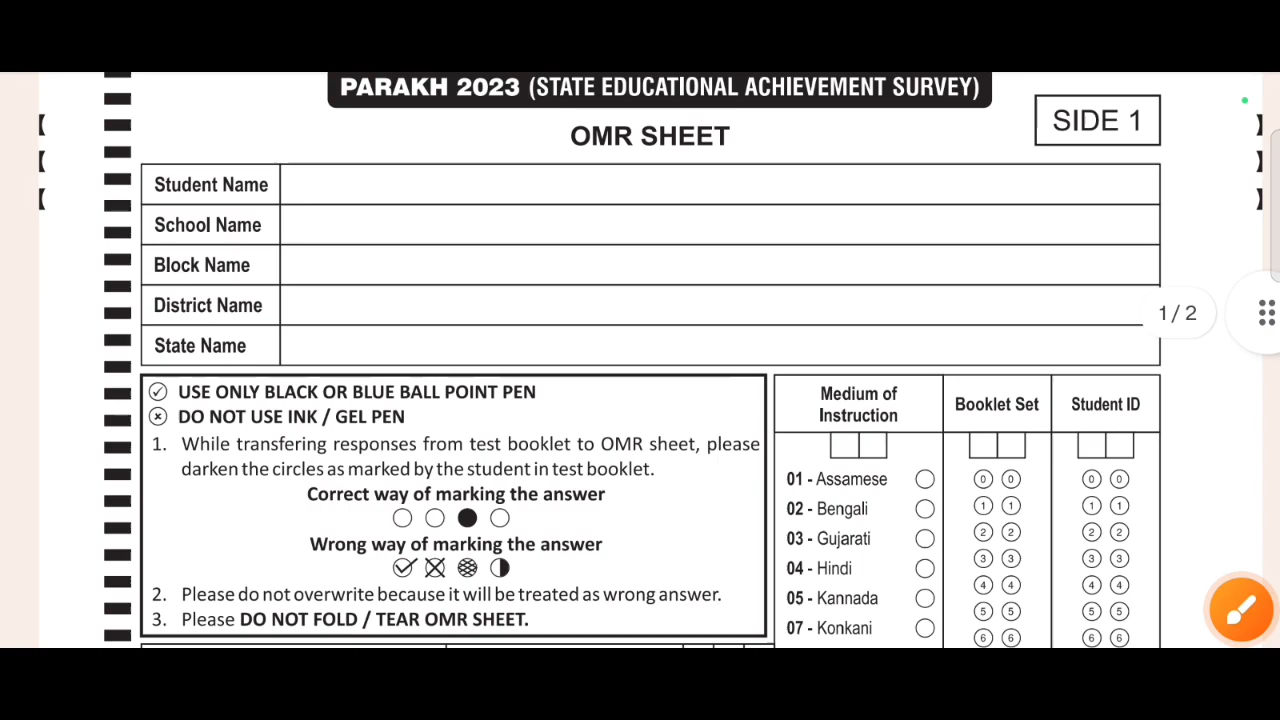 PARAKH 2023 (STATE EDUCATIONAL ACHIEVEMENT SURVEY)
OMR SHEET
SIDE 1
Student Name
School Name
Block Name
District Name
State Name
1 / 2
USE ONLY BLACK OR BLUE BALL POINT PEN
DO NOT USE INK / GEL PEN
1. While transfering responses from test booklet to OMR sheet, please
darken the circles as marked by the student in test booklet.
Correct way of marking the answer
Wrong way of marking the answer
2. Please do not overwrite because it will be treated as wrong answer.
3. Please DO NOT FOLD / TEAR OMR SHEET.
Medium of
Instruction
01 - Assamese
02 - Bengali
03 - Gujarati
04 - Hindi
05 - Kannada
07 - Konkani
Booklet Set
0 0
1 1
2 2
3 3
4 4
5 5
6 6
Student ID
0 0
1 1
2 2
3 3
4 4
5 5
6 6